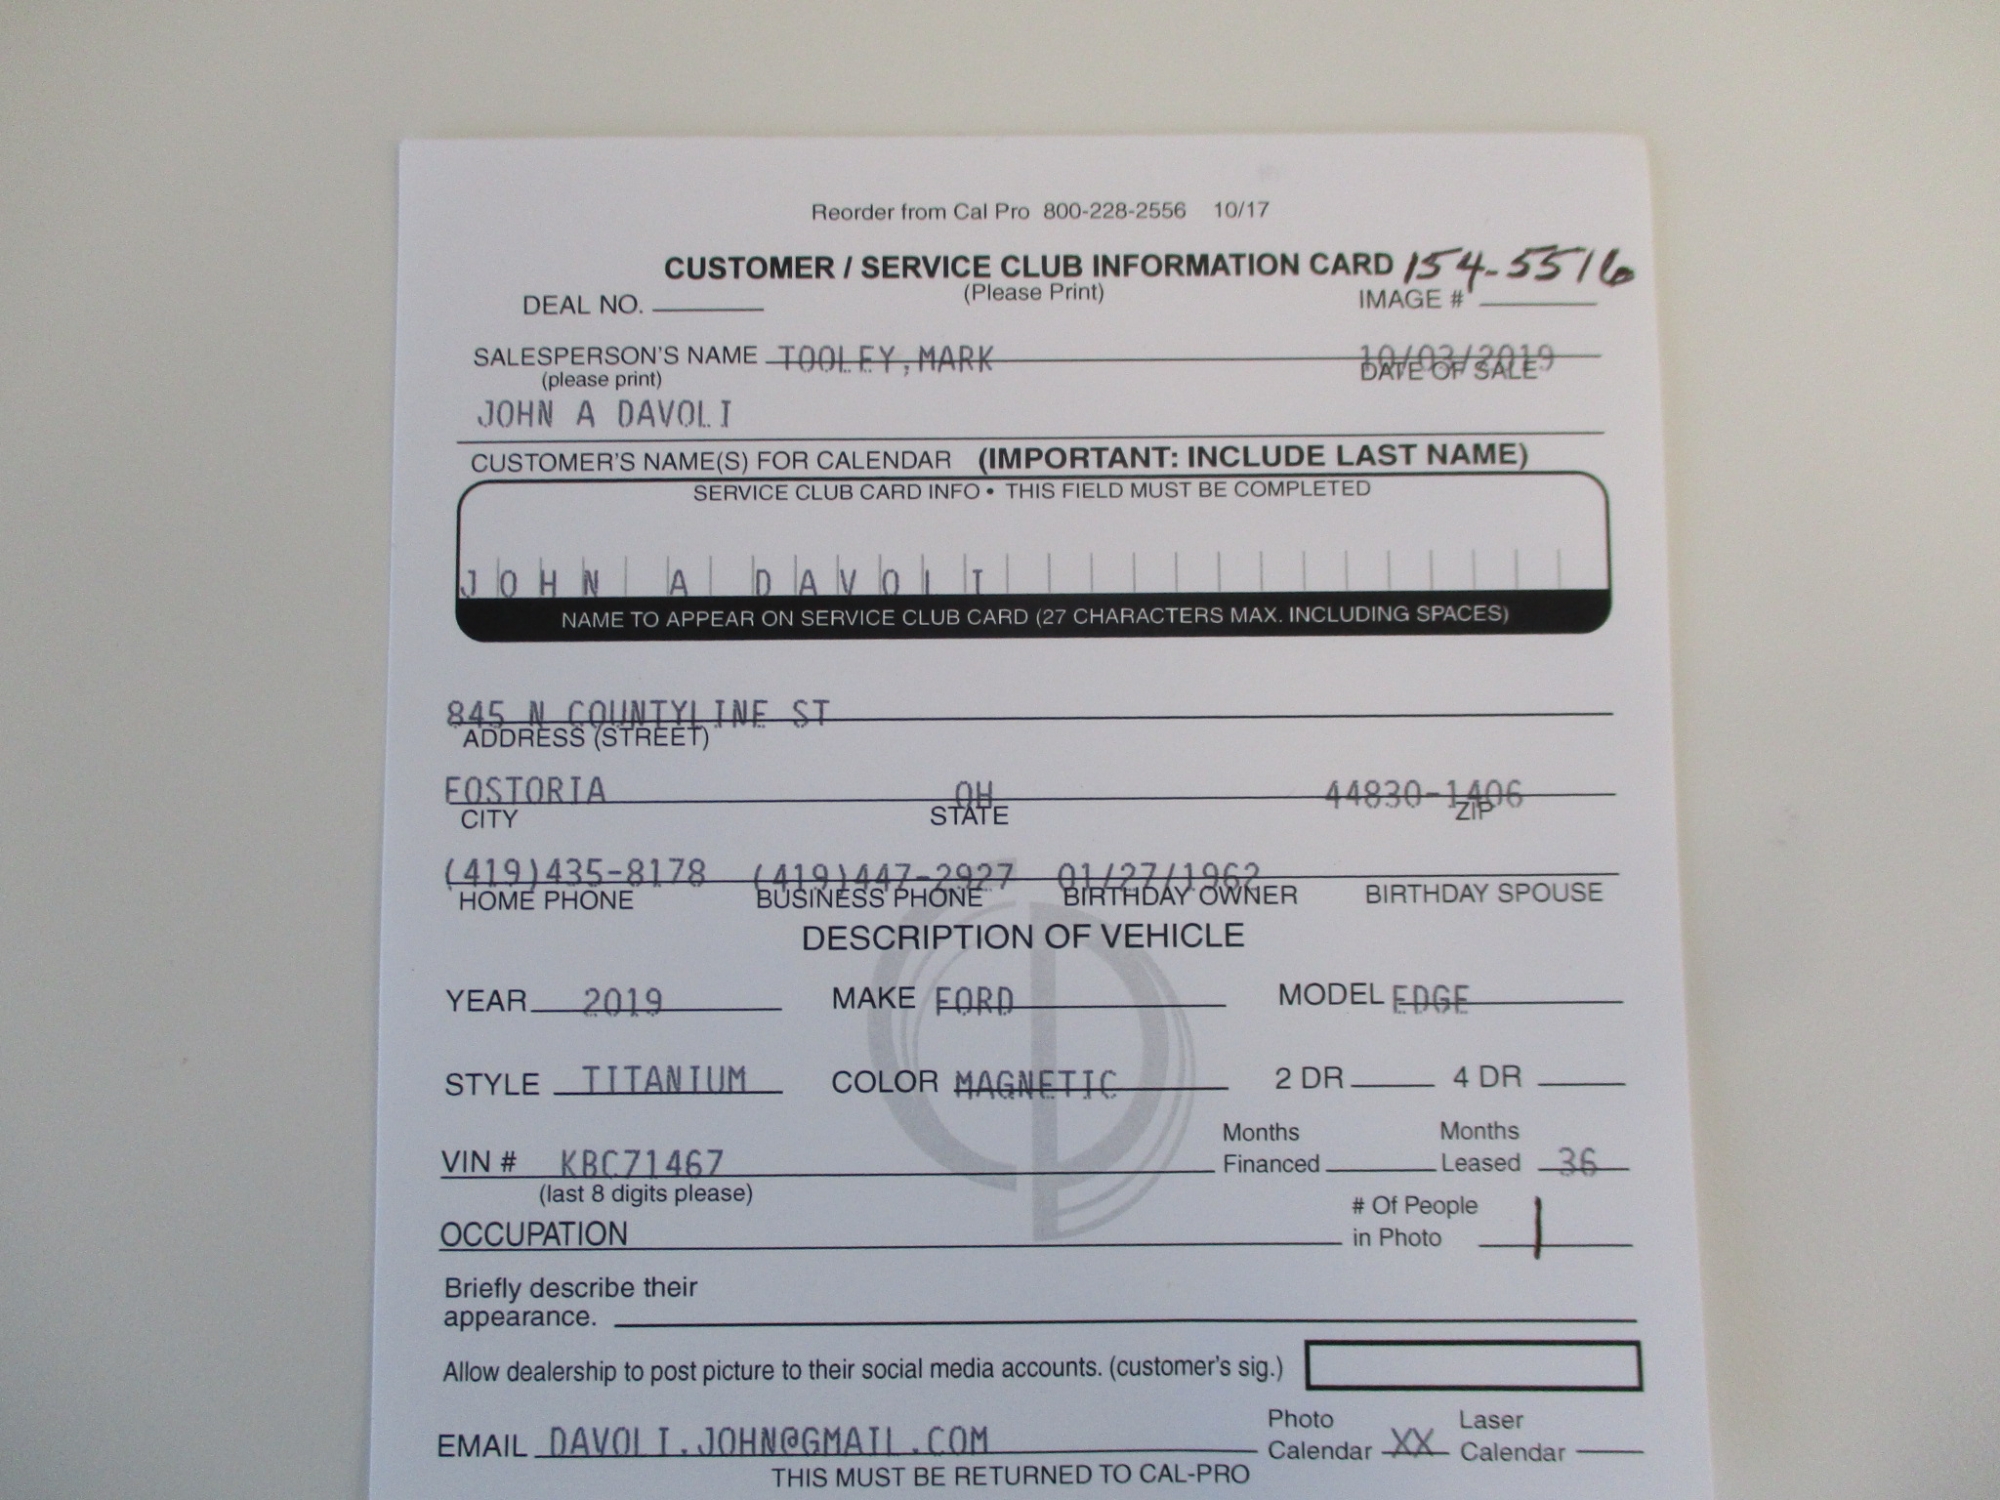 Reorder from Cal Pro 800-228-2556 10/17
CUSTOMER / SERVICE CLUB INFORMATION CARD 154-5516
(Please Print)
DEAL NO. IMAGE #
SALESPERSON'S NAME TOOLEY, MARK 10/03/2019
(please print) DATE OF SALE
JOHN A DAVOLI
CUSTOMER'S NAME(S) FOR CALENDAR (IMPORTANT: INCLUDE LAST NAME)
SERVICE CLUB CARD INFO • THIS FIELD MUST BE COMPLETED
JOHN A DAVOLI
NAME TO APPEAR ON SERVICE CLUB CARD (27 CHARACTERS MAX. INCLUDING SPACES)
845 N COUNTYLINE ST
ADDRESS (STREET)
FOSTORIA OH 44830-1406
CITY STATE ZIP
(419)435-8178 (419)447-2927 01/27/1962
HOME PHONE BUSINESS PHONE BIRTHDAY OWNER BIRTHDAY SPOUSE
DESCRIPTION OF VEHICLE
YEAR 2019 MAKE FORD MODEL EDGE
STYLE TITANIUM COLOR MAGNETIC 2 DR 4 DR
Months Months
VIN # KBC71467 Financed Leased 36
(last 8 digits please)
# Of People
OCCUPATION in Photo 1
Briefly describe their
appearance.
Allow dealership to post picture to their social media accounts. (customer's sig.)
Photo Laser
EMAIL DAVOLI.JOHN@GMAIL.COM Calendar XX Calendar
THIS MUST BE RETURNED TO CAL-PRO